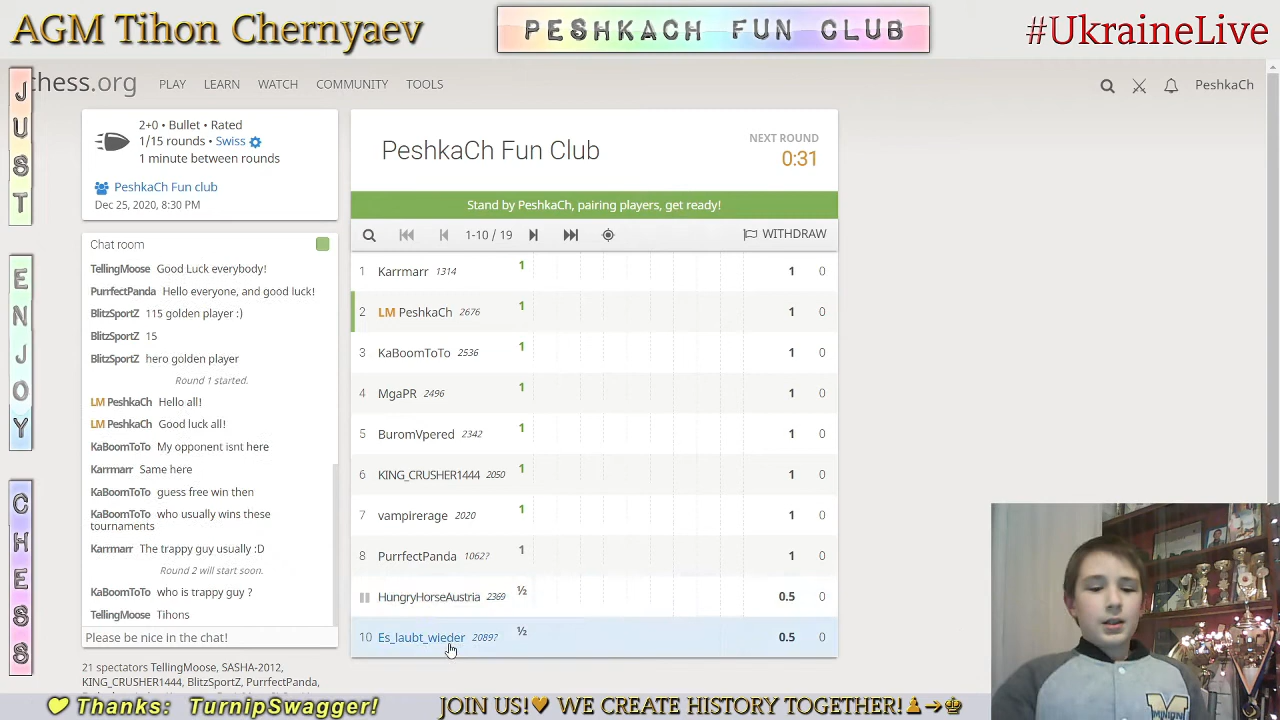 AGM Tihon Chernyaev
PESHKACH FUN CLUB
#UkraineLive
JUST
ENJOY
CHESS
chess.org
PLAY LEARN WATCH COMMUNITY TOOLS
PeshkaCh
2+0 • Bullet • Rated
1/15 rounds • Swiss
1 minute between rounds
PeshkaCh Fun club
Dec 25, 2020, 8:30 PM
Chat room
TellingMoose Good Luck everybody!
PurrfectPanda Hello everyone, and good luck!
BlitzSportZ 115 golden player :)
BlitzSportZ 15
BlitzSportZ hero golden player
Round 1 started.
LM PeshkaCh Hello all!
LM PeshkaCh Good luck all!
KaBoomToTo My opponent isnt here
Karrmarr Same here
KaBoomToTo guess free win then
KaBoomToTo who usually wins these
tournaments
Karrmarr The trappy guy usually :D
Round 2 will start soon.
KaBoomToTo who is trappy guy ?
TellingMoose Tihons
Please be nice in the chat!
21 spectators TellingMoose, SASHA-2012,
KING_CRUSHER1444, BlitzSportZ, PurrfectPanda,
PeshkaCh Fun Club
NEXT ROUND
0:31
Stand by PeshkaCh, pairing players, get ready!
1-10 / 19
WITHDRAW
1 Karrmarr 1314 1 1 0
2 LM PeshkaCh 2676 1 1 0
3 KaBoomToTo 2536 1 1 0
4 MgaPR 2496 1 1 0
5 BuromVpered 2342 1 1 0
6 KING_CRUSHER1444 2050 1 1 0
7 vampirerage 2020 1 1 0
8 PurrfectPanda 1062? 1 1 0
HungryHorseAustria 2369 ½ 0.5 0
10 Es_laubt_wieder 2089? ½ 0.5 0
MINION
Thanks: TurnipSwagger!
JOIN US! WE CREATE HISTORY TOGETHER!